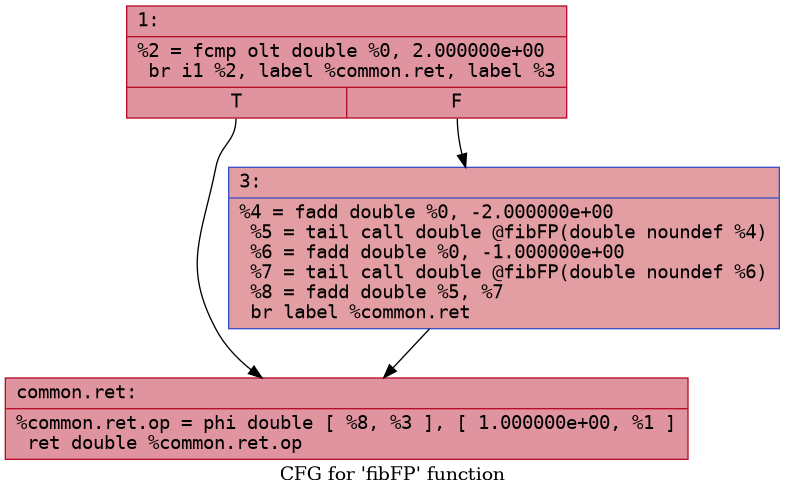 1:
%2 = fcmp olt double %0, 2.000000e+00
br i1 %2, label %common.ret, label %3
T F
3:
%4 = fadd double %0, -2.000000e+00
%5 = tail call double @fibFP(double noundef %4)
%6 = fadd double %0, -1.000000e+00
%7 = tail call double @fibFP(double noundef %6)
%8 = fadd double %5, %7
br label %common.ret
common.ret:
%common.ret.op = phi double [ %8, %3 ], [ 1.000000e+00, %1 ]
ret double %common.ret.op
CFG for 'fibFP' function